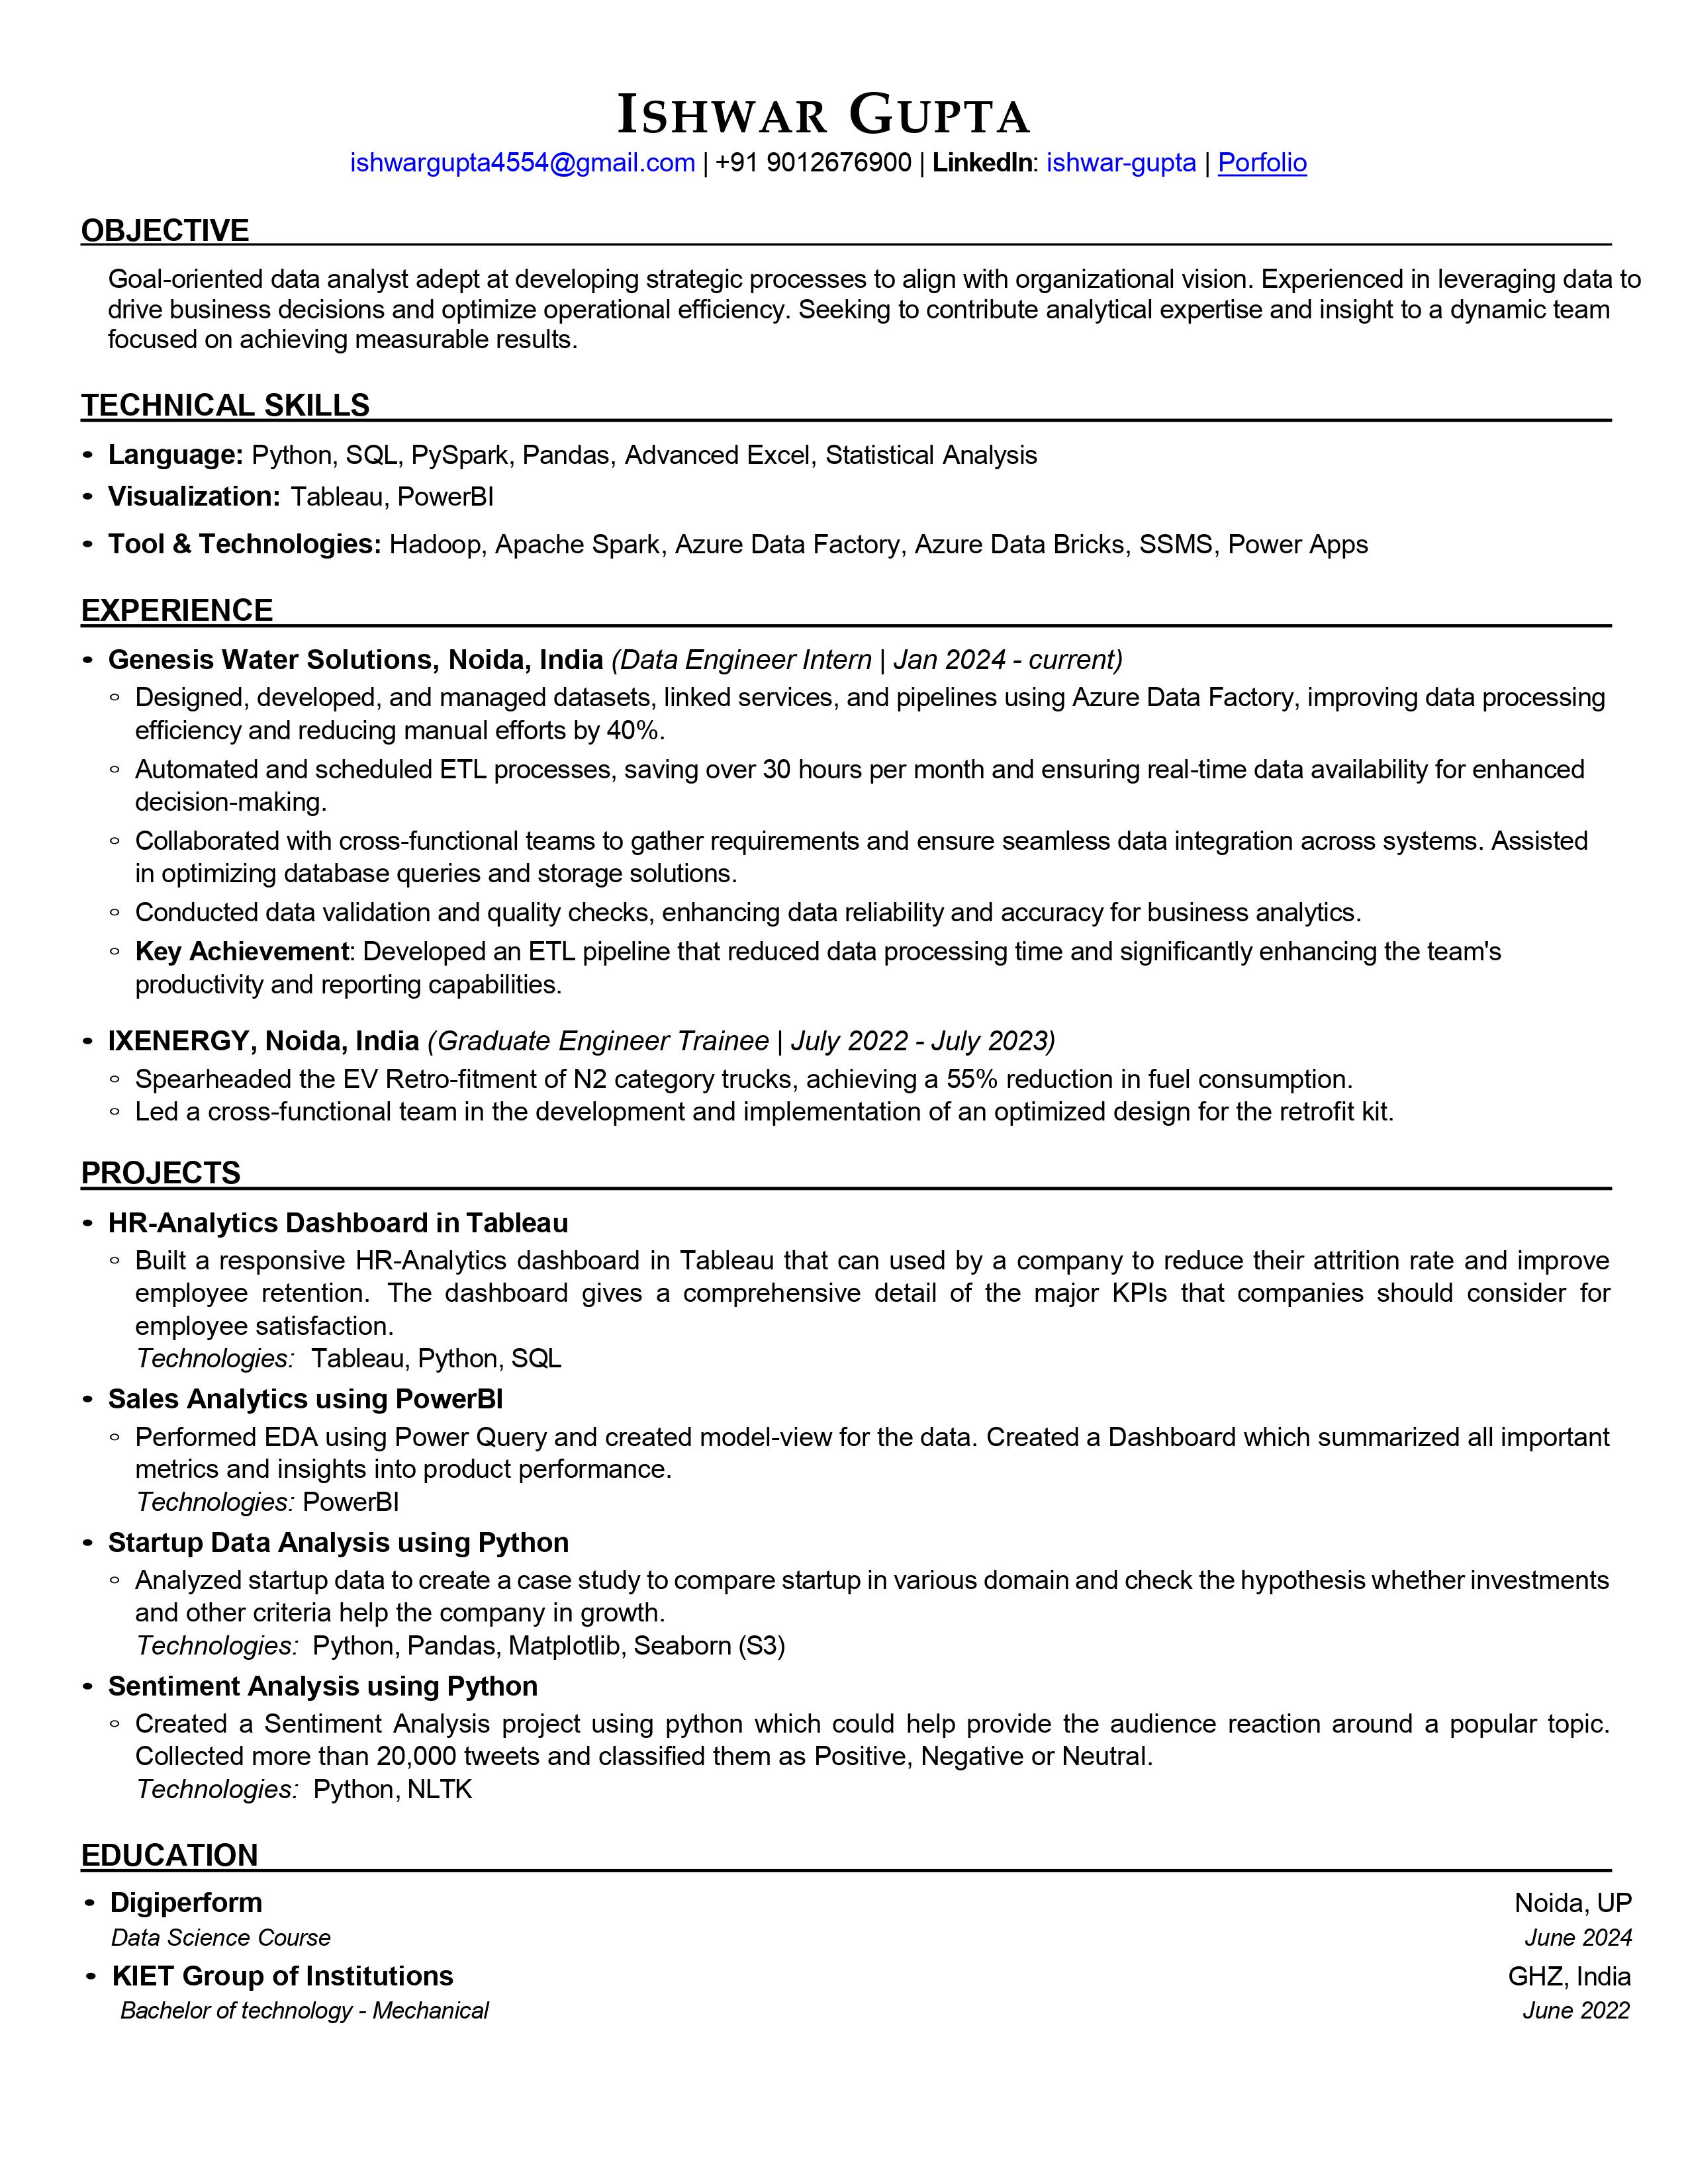 Ishwar Gupta
ishwargupta4554@gmail.com | +91 9012676900 | LinkedIn: ishwar-gupta | Porfolio
OBJECTIVE
Goal-oriented data analyst adept at developing strategic processes to align with organizational vision. Experienced in leveraging data to
drive business decisions and optimize operational efficiency. Seeking to contribute analytical expertise and insight to a dynamic team
focused on achieving measurable results.
TECHNICAL SKILLS
• Language: Python, SQL, PySpark, Pandas, Advanced Excel, Statistical Analysis
• Visualization: Tableau, PowerBI
• Tool & Technologies: Hadoop, Apache Spark, Azure Data Factory, Azure Data Bricks, SSMS, Power Apps
EXPERIENCE
• Genesis Water Solutions, Noida, India (Data Engineer Intern | Jan 2024 - current)
◦ Designed, developed, and managed datasets, linked services, and pipelines using Azure Data Factory, improving data processing
efficiency and reducing manual efforts by 40%.
◦ Automated and scheduled ETL processes, saving over 30 hours per month and ensuring real-time data availability for enhanced
decision-making.
◦ Collaborated with cross-functional teams to gather requirements and ensure seamless data integration across systems. Assisted
in optimizing database queries and storage solutions.
◦ Conducted data validation and quality checks, enhancing data reliability and accuracy for business analytics.
◦ Key Achievement: Developed an ETL pipeline that reduced data processing time and significantly enhancing the team's
productivity and reporting capabilities.
• IXENERGY, Noida, India (Graduate Engineer Trainee | July 2022 - July 2023)
◦ Spearheaded the EV Retro-fitment of N2 category trucks, achieving a 55% reduction in fuel consumption.
◦ Led a cross-functional team in the development and implementation of an optimized design for the retrofit kit.
PROJECTS
• HR-Analytics Dashboard in Tableau
◦ Built a responsive HR-Analytics dashboard in Tableau that can used by a company to reduce their attrition rate and improve
employee retention. The dashboard gives a comprehensive detail of the major KPIs that companies should consider for
employee satisfaction.
Technologies: Tableau, Python, SQL
• Sales Analytics using PowerBI
◦ Performed EDA using Power Query and created model-view for the data. Created a Dashboard which summarized all important
metrics and insights into product performance.
Technologies: PowerBI
• Startup Data Analysis using Python
◦ Analyzed startup data to create a case study to compare startup in various domain and check the hypothesis whether investments
and other criteria help the company in growth.
Technologies: Python, Pandas, Matplotlib, Seaborn (S3)
• Sentiment Analysis using Python
◦ Created a Sentiment Analysis project using python which could help provide the audience reaction around a popular topic.
Collected more than 20,000 tweets and classified them as Positive, Negative or Neutral.
Technologies: Python, NLTK
EDUCATION
• Digiperform Noida, UP
Data Science Course June 2024
• KIET Group of Institutions GHZ, India
Bachelor of technology - Mechanical June 2022